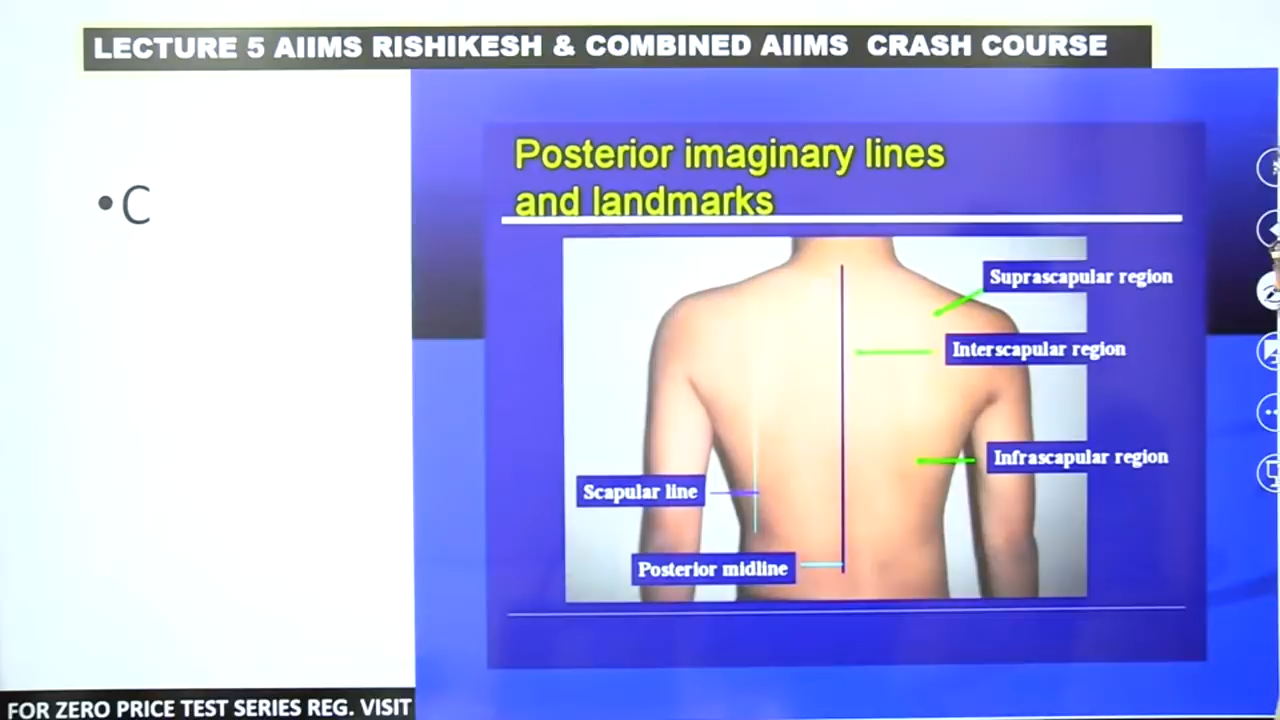 LECTURE 5 AIIMS RISHIKESH & COMBINED AIIMS CRASH COURSE
•C
Posterior imaginary lines
and landmarks
Suprascapular region
Interscapular region
Infrascapular region
Scapular line
Posterior midline
FOR ZERO PRICE TEST SERIES REG. VISIT